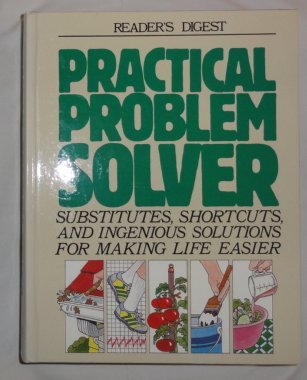 READER'S DIGEST
PRACTICAL
PROBLEM
SOLVER
SUBSTITUTES, SHORTCUTS,
AND INGENIOUS SOLUTIONS
FOR MAKING LIFE EASIER